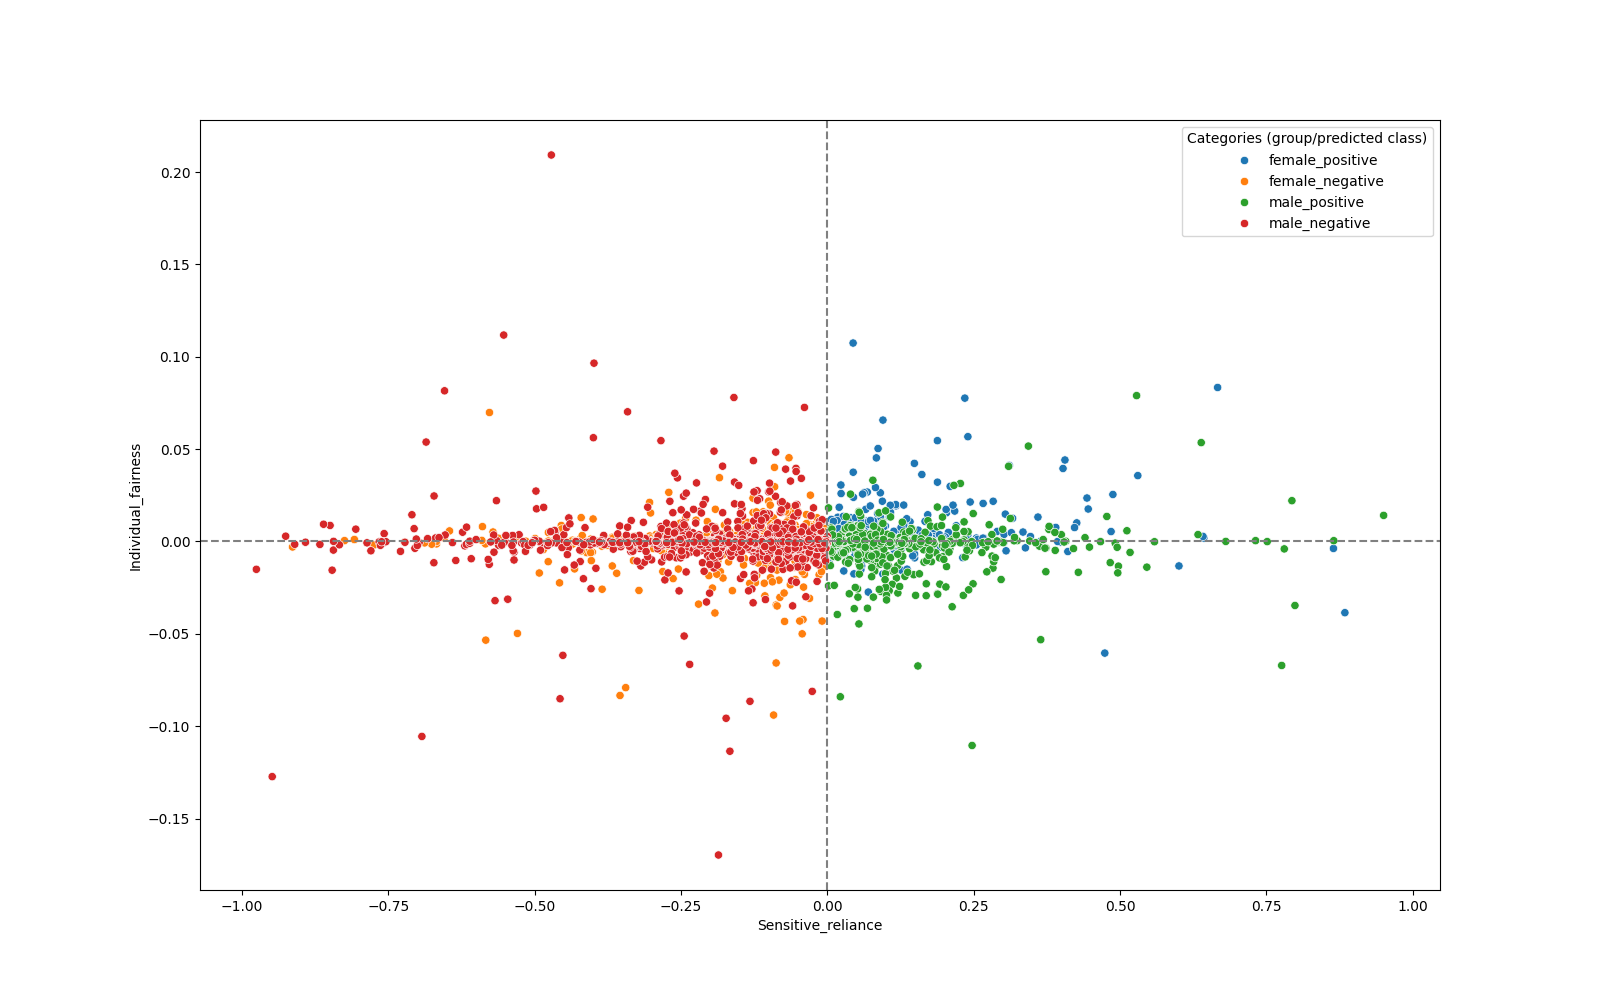 Categories (group/predicted class)
female_positive
female_negative
male_positive
male_negative
0.20
0.15
0.10
0.05
0.00
−0.05
−0.10
−0.15
Individual_fairness
−1.00 −0.75 −0.50 −0.25 0.00 0.25 0.50 0.75 1.00
Sensitive_reliance